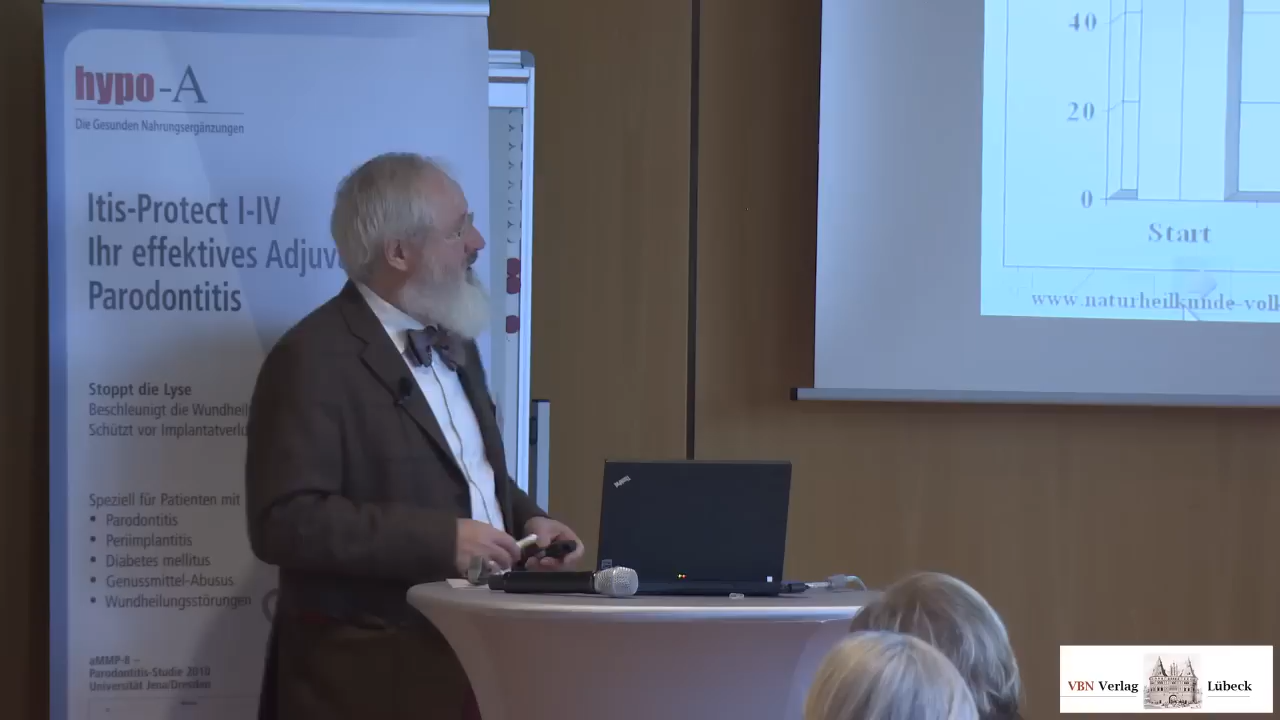 hypo-A
Die Gesunden Nahrungsergänzungen
Itis-Protect I-IV
Ihr effektives Adjuv
Parodontitis
Stoppt die Lyse
Beschleunigt die Wundheil
Schützt vor Implantatverlu
Speziell für Patienten mit
• Parodontitis
• Periimplantitis
• Diabetes mellitus
• Genussmittel-Abusus
• Wundheilungsstörungen
aMMP-8 –
Parodontitis-Studie 2010
Universität Jena/Dresden
40
20
0
Start
www.naturheilkunde-volk
ThinkPad
VBN Verlag Lübeck